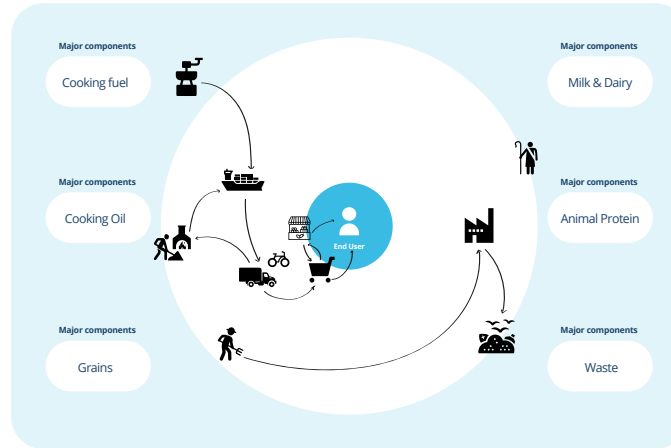 Major components
Cooking fuel
Major components
Milk & Dairy
Major components
Cooking Oil
Major components
Animal Protein
End User
Major components
Grains
Major components
Waste